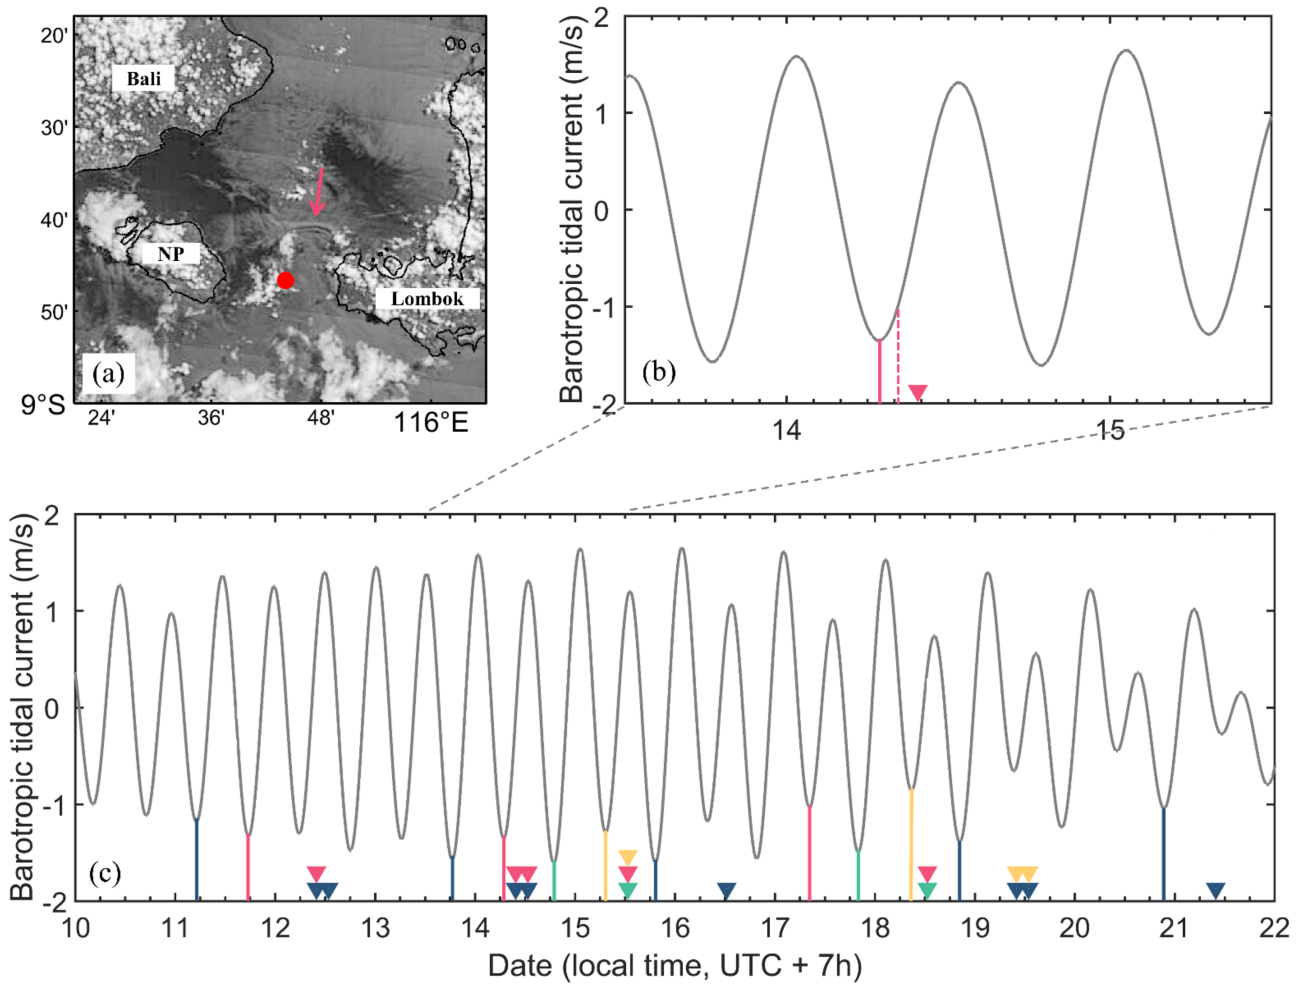 20'
30'
40'
50'
9°S
24'
36'
48'
116°E
Bali
NP
Lombok
(a)
Barotropic tidal current (m/s)
2
1
0
-1
-2
14
15
(b)
Barotropic tidal current (m/s)
2
1
0
-1
-2
(c)
10 11 12 13 14 15 16 17 18 19 20 21 22
Date (local time, UTC + 7h)